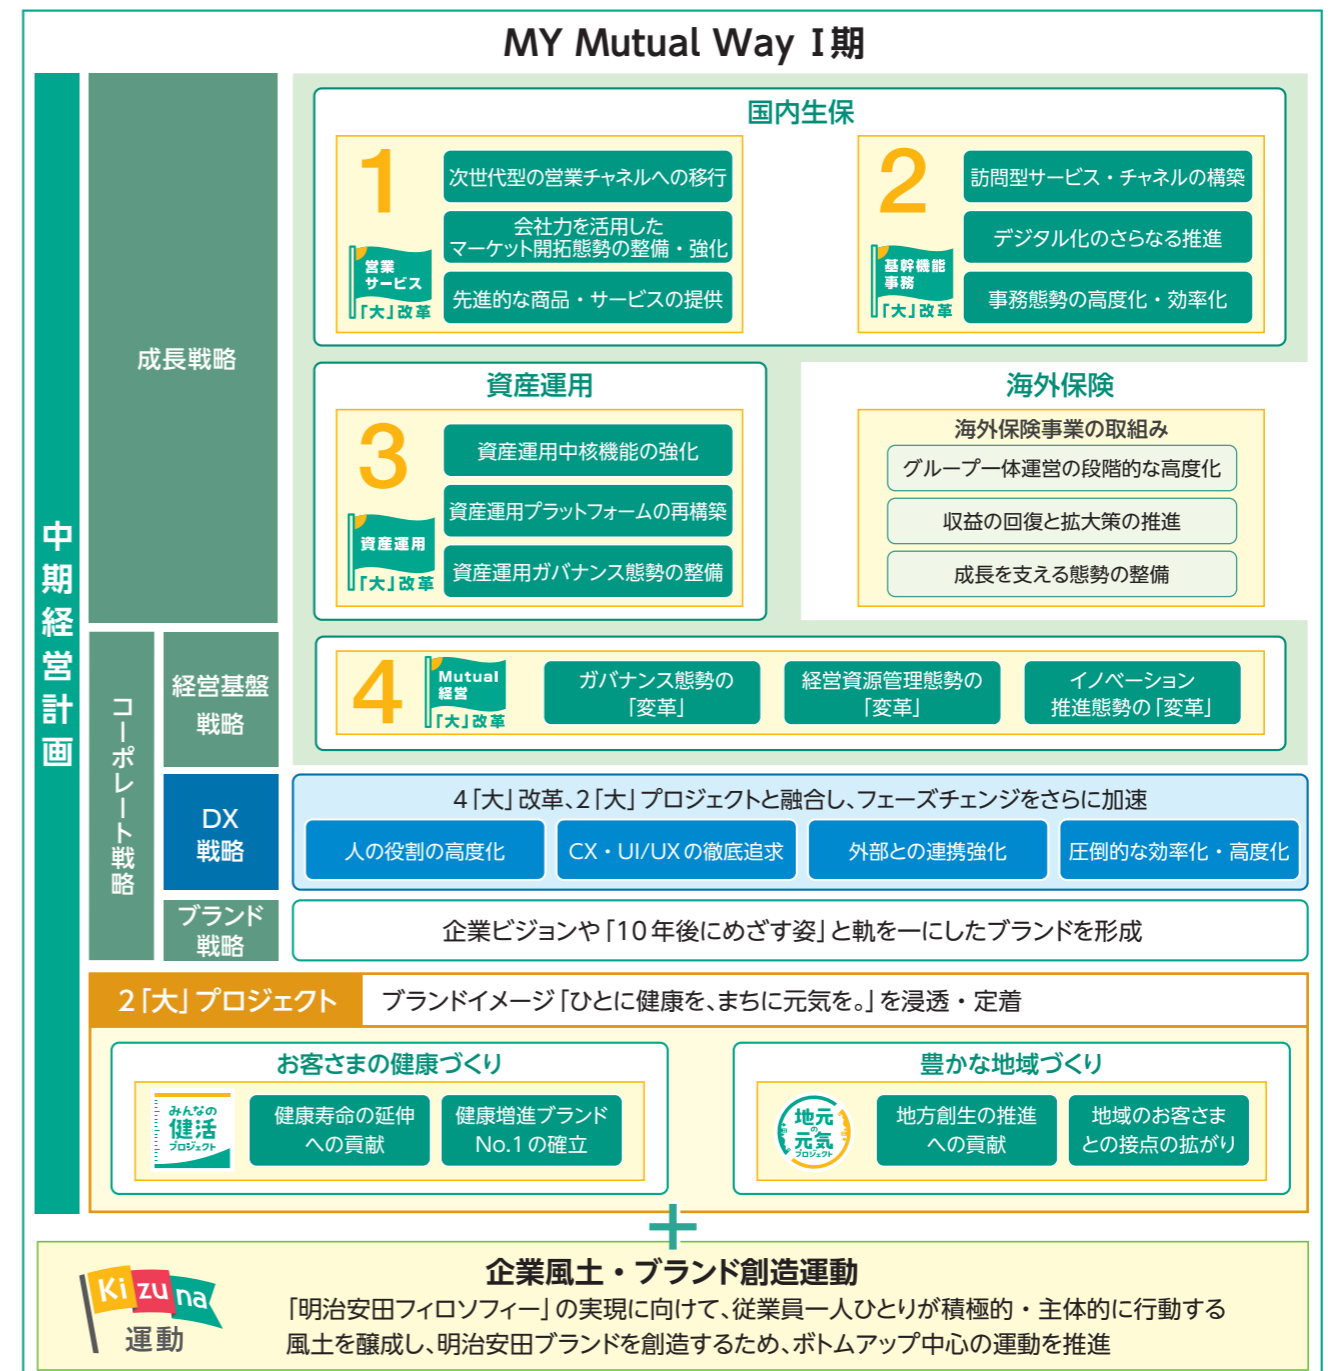 MY Mutual Way Ⅰ期
中期経営計画
成長戦略
国内生保
1
営業
サービス
「大」改革
次世代型の営業チャネルへの移行
会社力を活用した
マーケット開拓態勢の整備・強化
先進的な商品・サービスの提供
2
基幹機能
事務
「大」改革
訪問型サービス・チャネルの構築
デジタル化のさらなる推進
事務態勢の高度化・効率化
資産運用
3
資産運用
「大」改革
資産運用中核機能の強化
資産運用プラットフォームの再構築
資産運用ガバナンス態勢の整備
海外保険
海外保険事業の取組み
グループ一体運営の段階的な高度化
収益の回復と拡大策の推進
成長を支える態勢の整備
コーポレート戦略
経営基盤
戦略
4
Mutual
経営
「大」改革
ガバナンス態勢の
「変革」
経営資源管理態勢の
「変革」
イノベーション
推進態勢の「変革」
DX
戦略
4「大」改革、2「大」プロジェクトと融合し、フェーズチェンジをさらに加速
人の役割の高度化
CX・UI/UXの徹底追求
外部との連携強化
圧倒的な効率化・高度化
ブランド
戦略
企業ビジョンや「10年後にめざす姿」と軌を一にしたブランドを形成
2「大」プロジェクト
ブランドイメージ「ひとに健康を、まちに元気を。」を浸透・定着
お客さまの健康づくり
みんなの
健活
プロジェクト
健康寿命の延伸
への貢献
健康増進ブランド
No.1の確立
豊かな地域づくり
地元
の
元気
プロジェクト
地方創生の推進
への貢献
地域のお客さま
との接点の拡がり
+
Kizuna
運動
企業風土・ブランド創造運動
「明治安田フィロソフィー」の実現に向けて、従業員一人ひとりが積極的・主体的に行動する
風土を醸成し、明治安田ブランドを創造するため、ボトムアップ中心の運動を推進